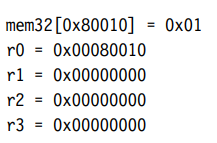 mem32[0x80010] = 0x01
r0 = 0x00080010
r1 = 0x00000000
r2 = 0x00000000
r3 = 0x00000000